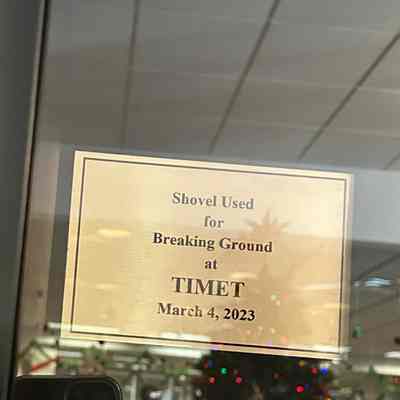 Shovel Used
for
Breaking Ground
at
TIMET
March 4, 2023